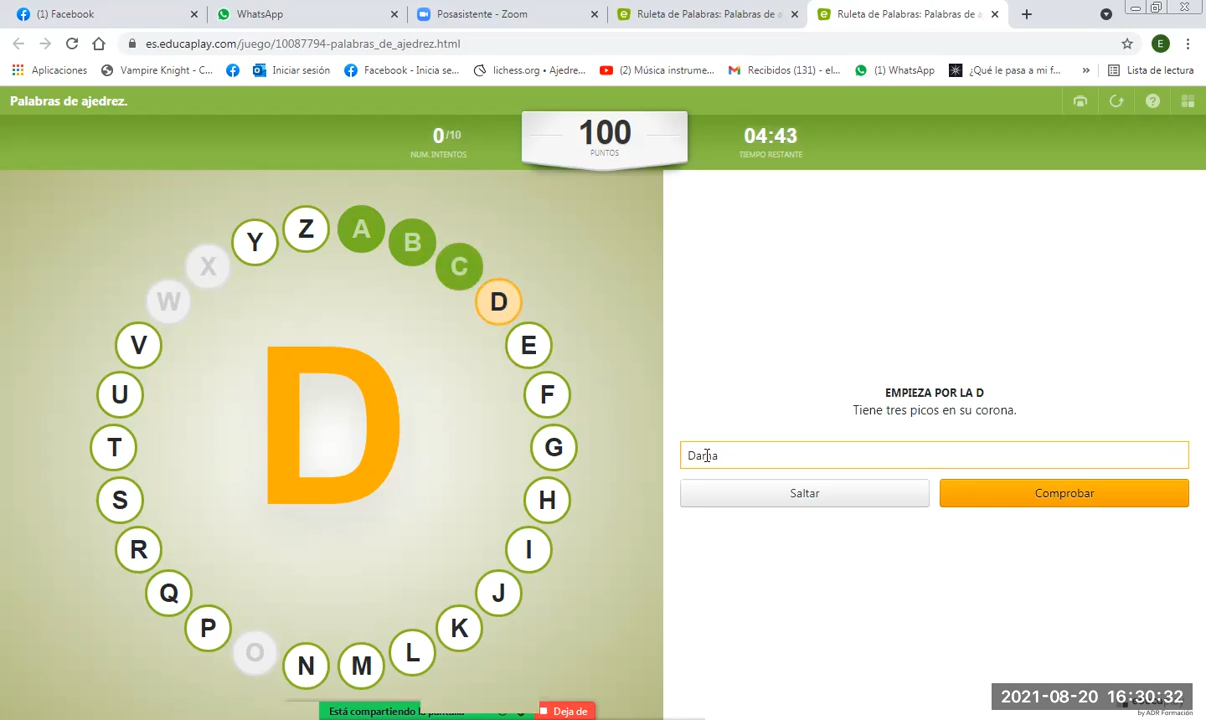 (1) Facebook
WhatsApp
Posasistente - Zoom
Ruleta de Palabras: Palabras de a
Ruleta de Palabras: Palabras de a
es.educaplay.com/juego/10087794-palabras_de_ajedrez.html
E
Aplicaciones
Vampire Knight - C...
Iniciar sesión
Facebook - Inicia se...
lichess.org • Ajedre...
(2) Música instrume...
Recibidos (131) - el...
(1) WhatsApp
¿Qué le pasa a mi f...
»
Lista de lectura
Palabras de ajedrez.
0/10
NUM. INTENTOS
100
PUNTOS
04:43
TIEMPO RESTANTE
A
B
C
D
E
F
G
H
I
J
K
L
M
N
O
P
Q
R
S
T
U
V
W
X
Y
Z
D
EMPIEZA POR LA D
Tiene tres picos en su corona.
Dama
Saltar
Comprobar
Está compartiendo la pantalla
Deja de
2021-08-20 16:30:32
by ADR Formación